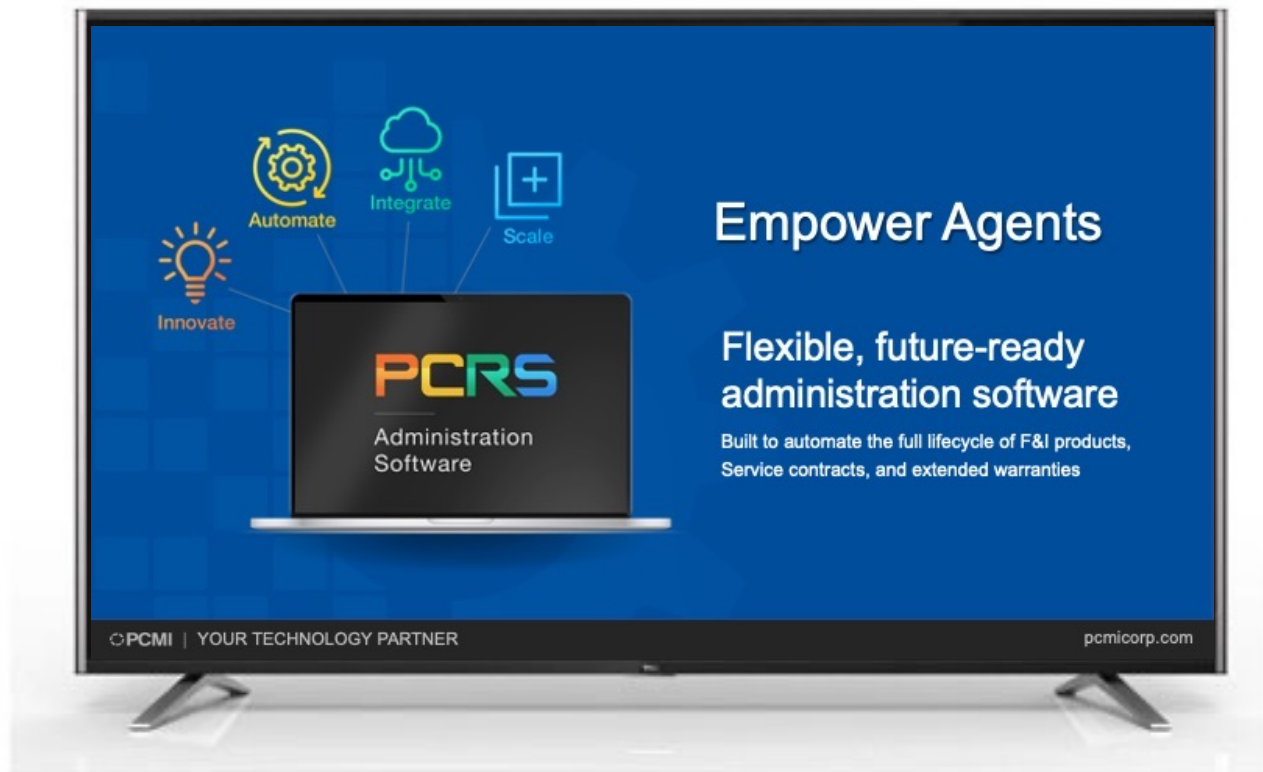 Automate
Integrate
Scale
Innovate
PCRS
Administration
Software
Empower Agents
Flexible, future-ready
administration software
Built to automate the full lifecycle of F&I products,
Service contracts, and extended warranties
PCMI | YOUR TECHNOLOGY PARTNER
pcmicorp.com